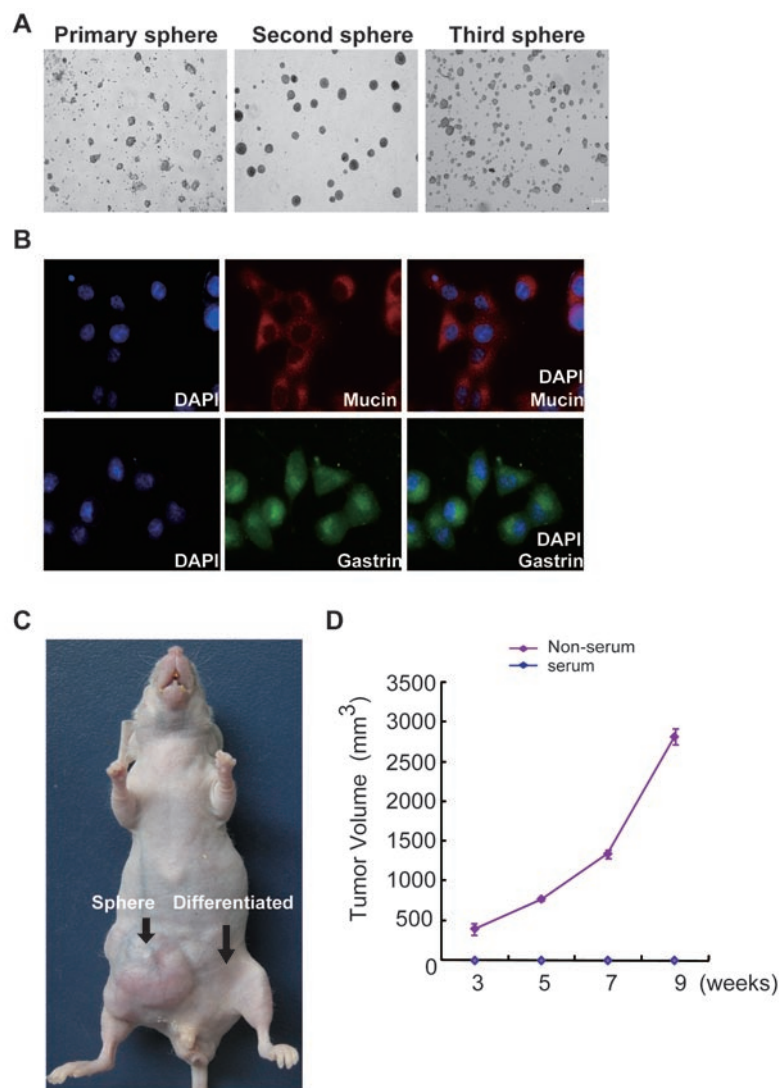 A
Primary sphere
Second sphere
Third sphere
B
DAPI
Mucin
DAPI
Mucin
DAPI
Gastrin
DAPI
Gastrin
C
Sphere
Differentiated
D
Non-serum
serum
Tumor Volume (mm³)
3500
3000
2500
2000
1500
1000
500
0
3 5 7 9 (weeks)